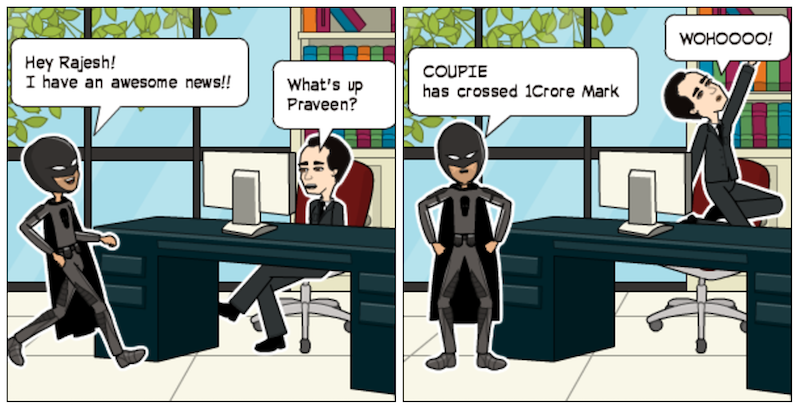 Hey Rajesh!
I have an awesome news!!
What's up
Praveen?
COUPIE
has crossed 1Crore Mark
WOHOOOO!